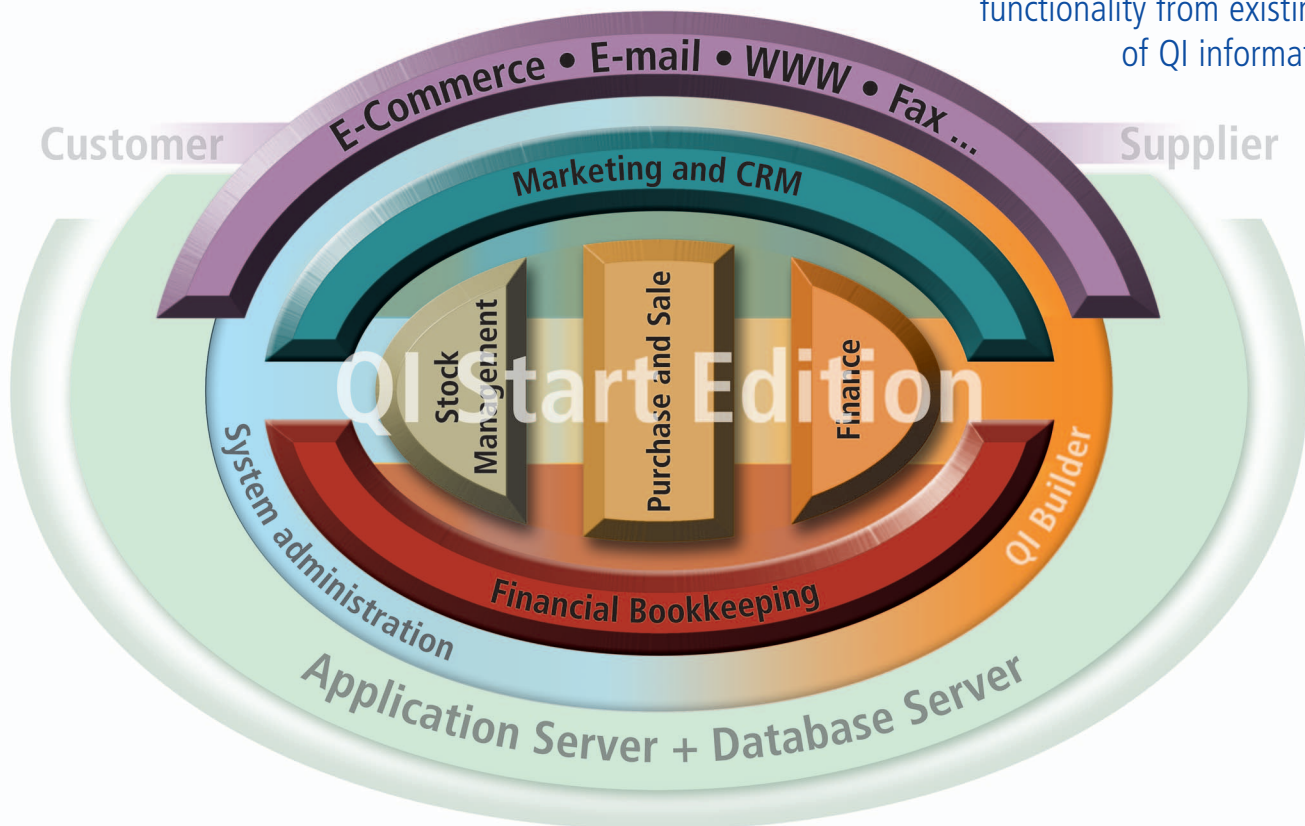 functionality from existin
of QI informat
E-Commerce • E-mail • WWW • Fax ...
Customer
Supplier
Marketing and CRM
Stock
Management
Purchase and Sale
Finance
QI Start Edition
System administration
QI Builder
Financial Bookkeeping
Application Server + Database Server